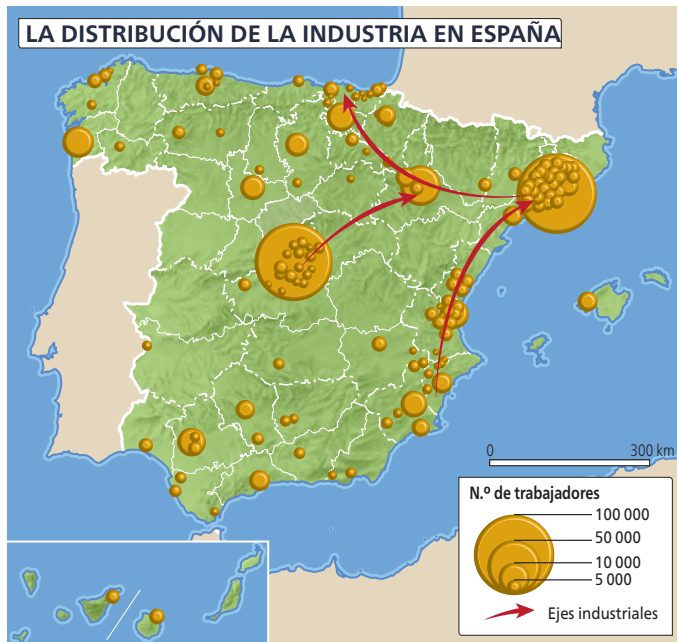 LA DISTRIBUCIÓN DE LA INDUSTRIA EN ESPAÑA
0 300 km
N.º de trabajadores
100 000
50 000
10 000
5 000
Ejes industriales